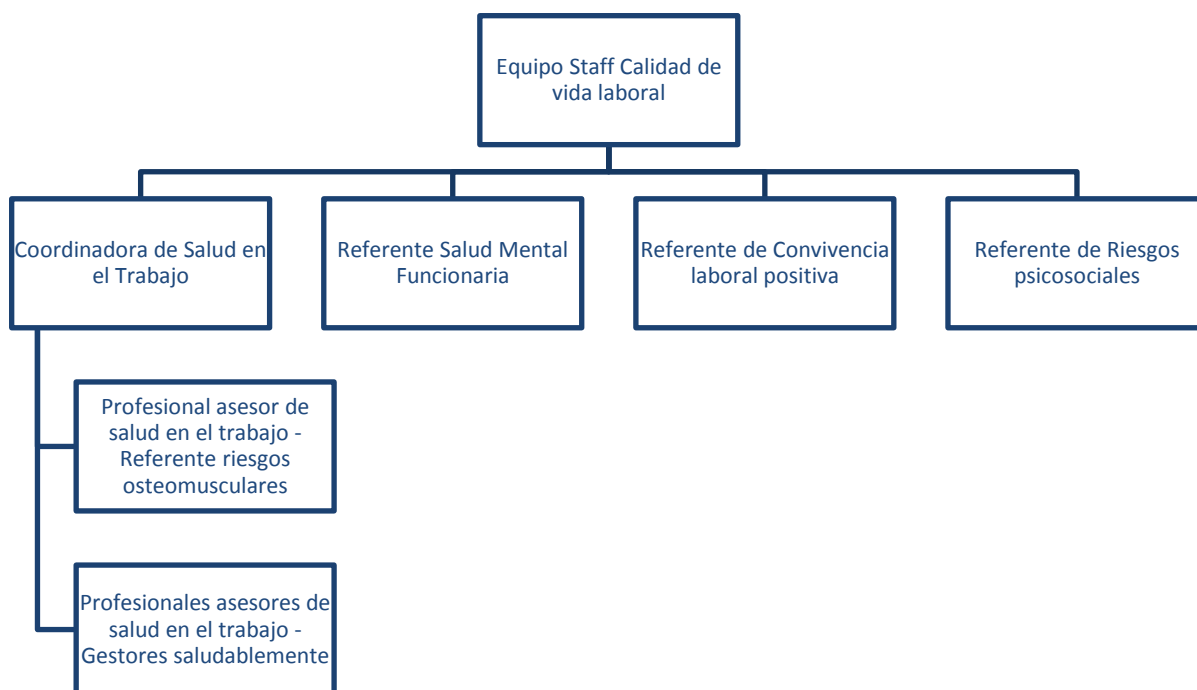 Equipo Staff Calidad de
vida laboral
Coordinadora de Salud en
el Trabajo
Referente Salud Mental
Funcionaria
Referente de Convivencia
laboral positiva
Referente de Riesgos
psicosociales
Profesional asesor de
salud en el trabajo -
Referente riesgos
osteomusculares
Profesionales asesores de
salud en el trabajo -
Gestores saludablemente